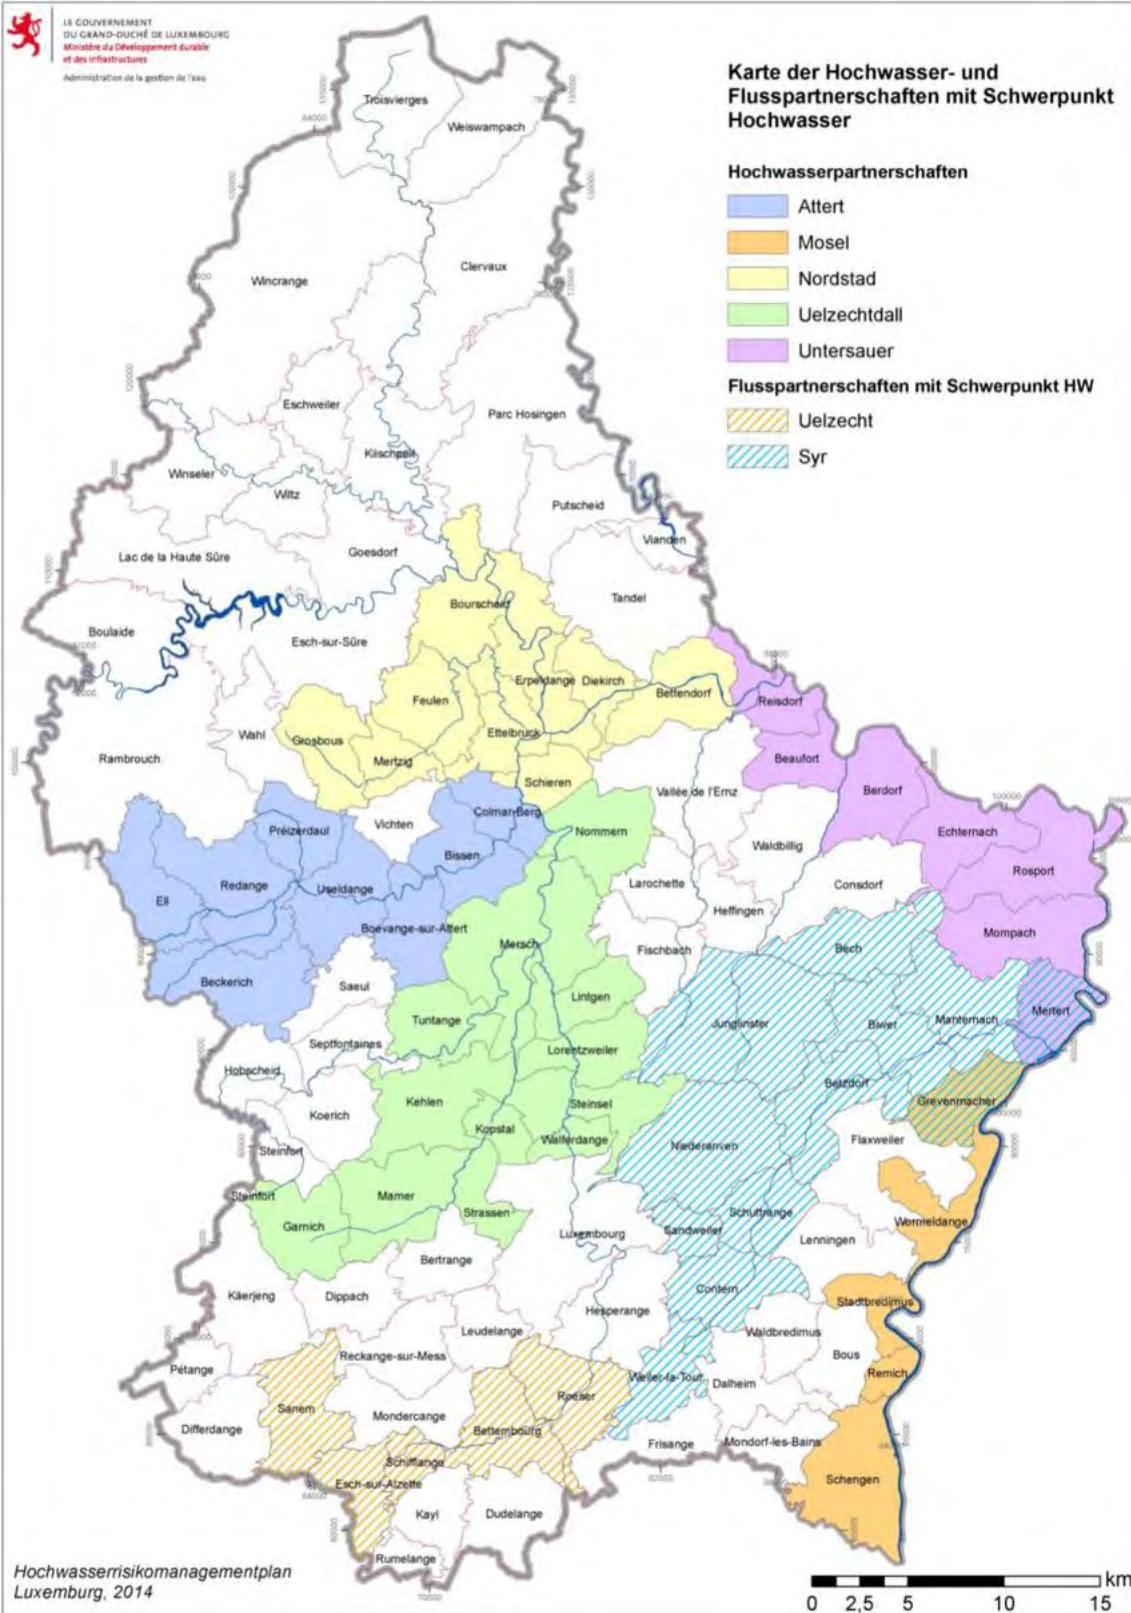 LE GOUVERNEMENT
DU GRAND-DUCHÉ DE LUXEMBOURG
Ministère du Développement durable
et des Infrastructures
Administration de la gestion de l'eau
Karte der Hochwasser- und
Flusspartnerschaften mit Schwerpunkt
Hochwasser
Hochwasserpartnerschaften
Attert
Mosel
Nordstad
Uelzechtdall
Untersauer
Flusspartnerschaften mit Schwerpunkt HW
Uelzecht
Syr
Troisvierges
Weiswampach
Clervaux
Wincrange
Eschweiler
Parc Hosingen
Kiischpelt
Winseler
Wiltz
Putscheid
Vianden
Goesdorf
Lac de la Haute Sûre
Tandel
Bourscheid
Boulaide
Esch-sur-Sûre
Erpeldange
Diekirch
Bettendorf
Reisdorf
Feulen
Wahl
Grosbous
Ettelbruck
Mertzig
Rambrouch
Beaufort
Schieren
Vallée de l'Ernz
Berdorf
Colmar-Berg
Vichten
Préizerdaul
Nommern
Echternach
Waldbillig
Bissen
Rosport
Redange
Useldange
Larochette
Consdorf
Ell
Heffingen
Boevange-sur-Attert
Mompach
Mersch
Fischbach
Bech
Beckerich
Saeul
Lintgen
Tuntange
Junglinster
Biwer
Manternach
Mertert
Septfontaines
Lorentzweiler
Hobscheid
Betzdorf
Kehlen
Steinsel
Grevenmacher
Koerich
Kopstal
Walferdange
Niederanven
Flaxweiler
Steinfort
Steinfort
Mamer
Strassen
Schuttrange
Garnich
Luxembourg
Sandweiler
Wormeldange
Lenningen
Bertrange
Contern
Käerjeng
Dippach
Stadtbredimus
Hesperange
Leudelange
Waldbredimus
Reckange-sur-Mess
Bous
Pétange
Remich
Weiler-la-Tour
Dalheim
Roeser
Sanem
Mondercange
Bettembourg
Differdange
Frisange
Mondorf-les-Bains
Schifflange
Schengen
Esch-sur-Alzette
Kayl
Dudelange
Rumelange
Hochwasserrisikomanagementplan
Luxemburg, 2014
km
0 2,5 5 10 15